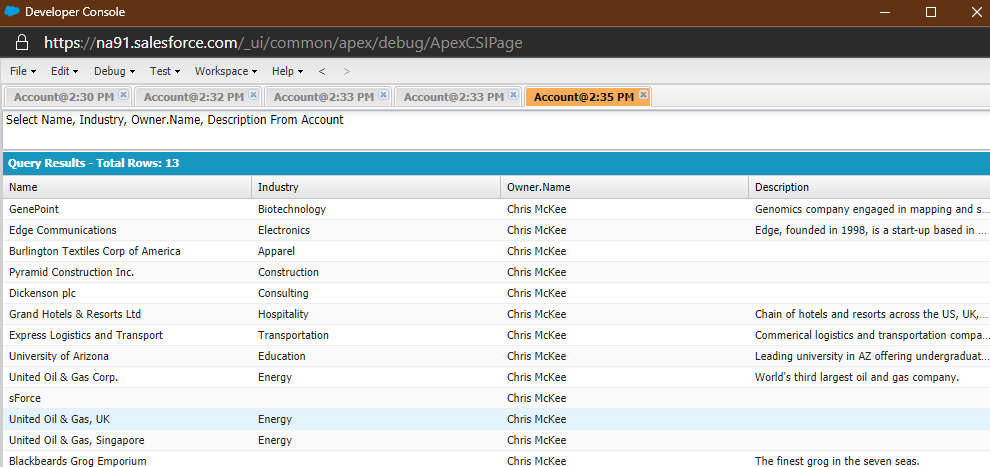 Developer Console
https://na91.salesforce.com/_ui/common/apex/debug/ApexCSIPage
File Edit Debug Test Workspace Help < >
Account@2:30 PM Account@2:32 PM Account@2:33 PM Account@2:33 PM Account@2:35 PM
Select Name, Industry, Owner.Name, Description From Account
Query Results - Total Rows: 13
Name Industry Owner.Name Description
GenePoint Biotechnology Chris McKee Genomics company engaged in mapping and s...
Edge Communications Electronics Chris McKee Edge, founded in 1998, is a start-up based in ...
Burlington Textiles Corp of America Apparel Chris McKee
Pyramid Construction Inc. Construction Chris McKee
Dickenson plc Consulting Chris McKee
Grand Hotels & Resorts Ltd Hospitality Chris McKee Chain of hotels and resorts across the US, UK,...
Express Logistics and Transport Transportation Chris McKee Commerical logistics and transportation compa...
University of Arizona Education Chris McKee Leading university in AZ offering undergraduat...
United Oil & Gas Corp. Energy Chris McKee World's third largest oil and gas company.
sForce Chris McKee
United Oil & Gas, UK Energy Chris McKee
United Oil & Gas, Singapore Energy Chris McKee
Blackbeards Grog Emporium Chris McKee The finest grog in the seven seas.